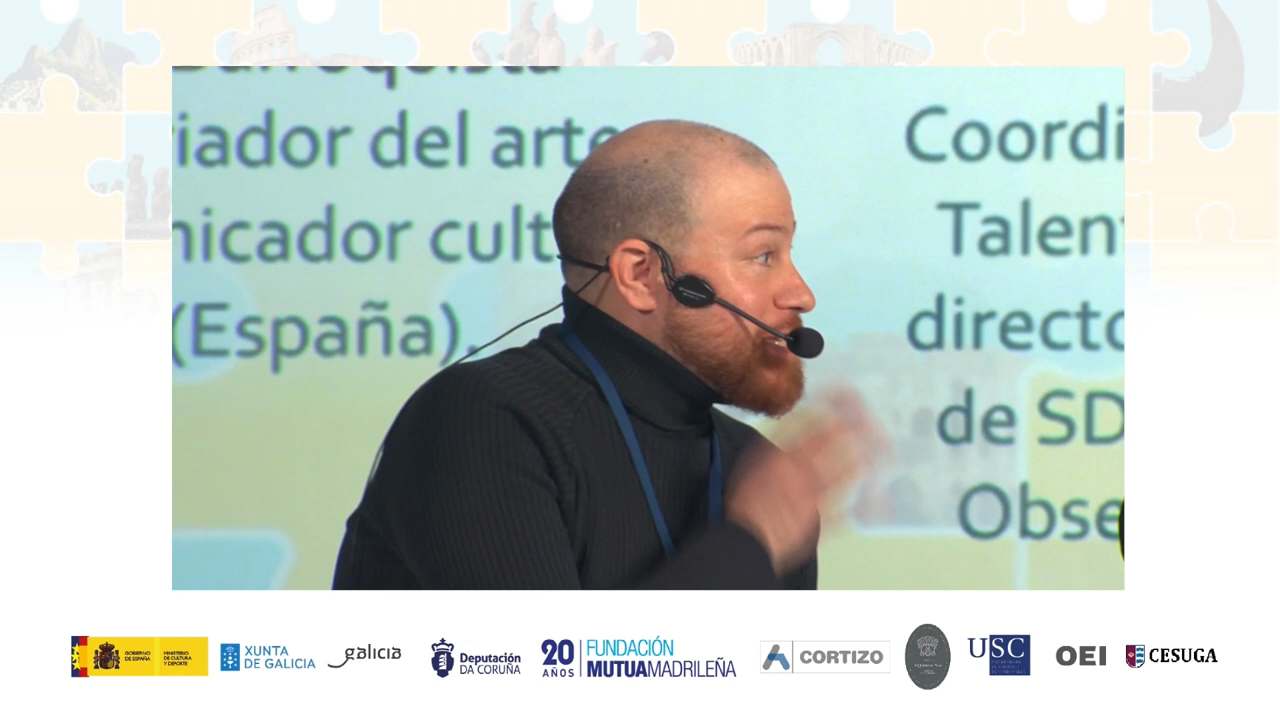 Barroquista
iador del arte
Coordi
nicador cult
Talent
(España).
directo
de SD
Obse
GOBIERNO
DE ESPAÑA
MINISTERIO
DE CULTURA
Y DEPORTE
XUNTA
DE GALICIA
galicia
Deputación
DA CORUÑA
20
AÑOS
FUNDACIÓN
MUTUAMADRILEÑA
CORTIZO
USC
OEI
CESUGA